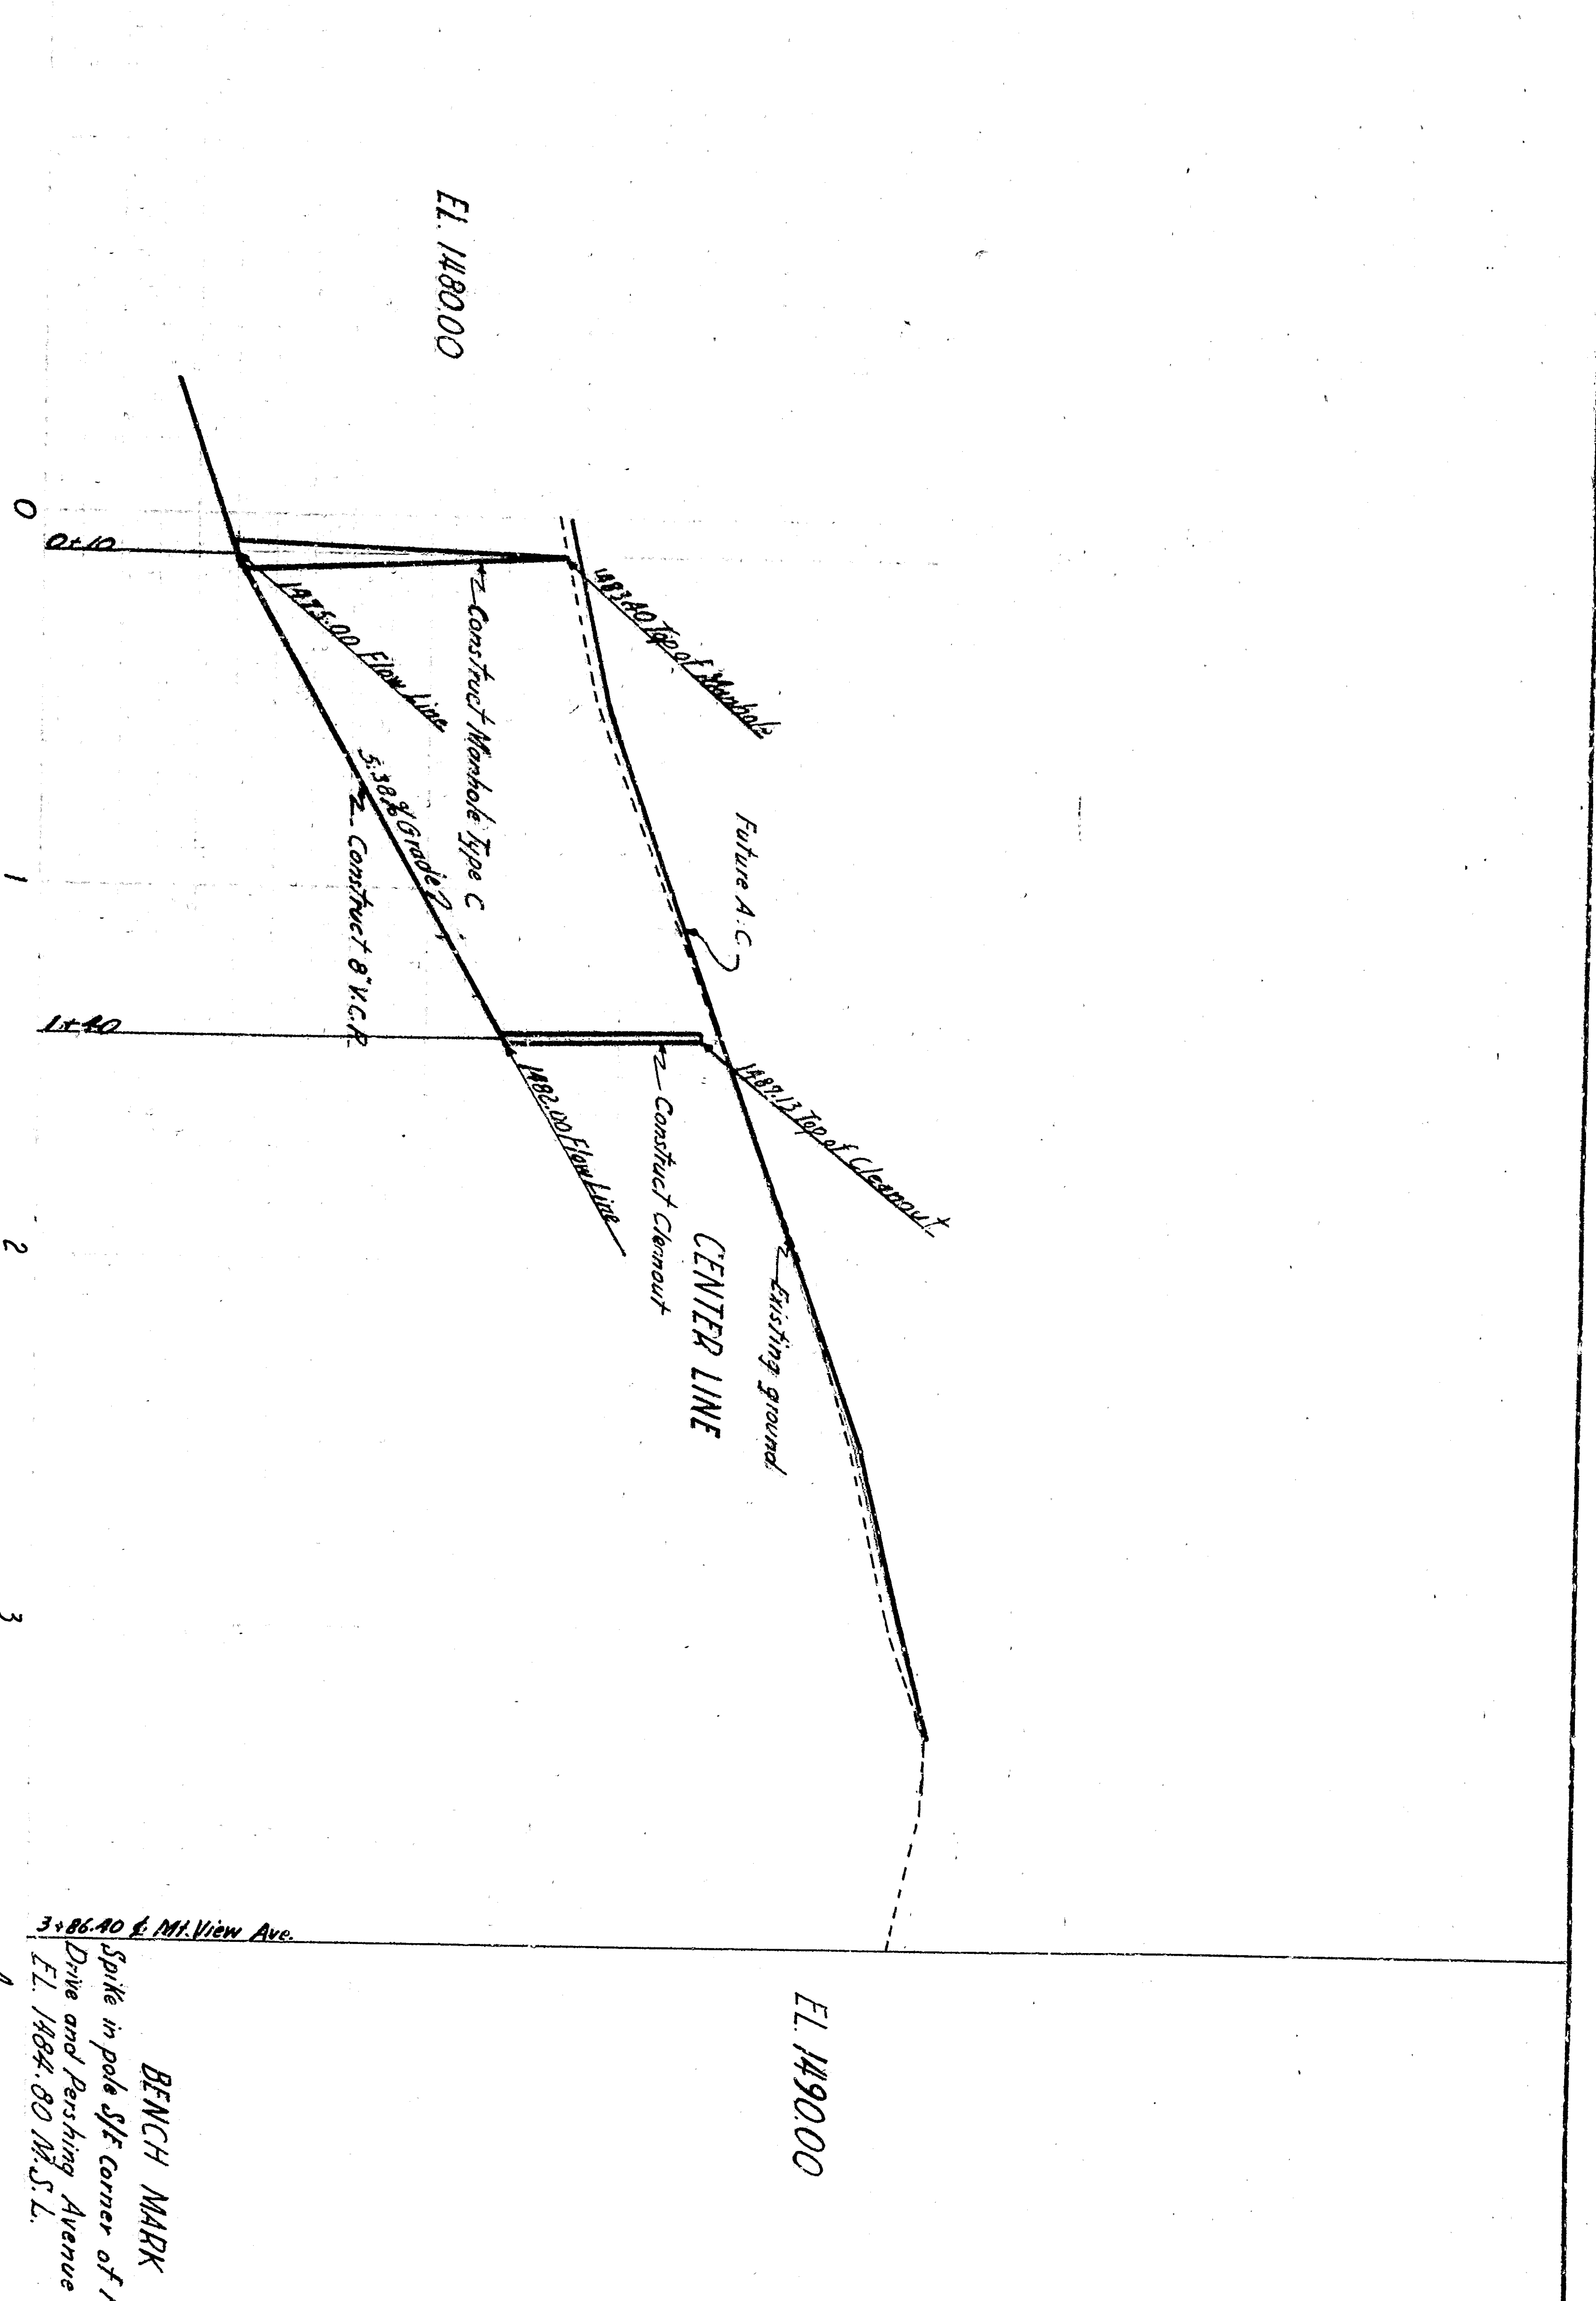 EL. 1480.00
1483.40 Top of Manhole
Construct Manhole Type C
1475.00 Flow Line
5.38% Grade
Construct 8" V.C.P.
Future A.C.
1487.13 Top of Cleanout
Construct Cleanout
1482.00 Flow Line
CENTER LINE
Existing ground
EL. 1490.00
0+10
1+40
3+86.40 ℄ Mt. View Ave.
0
1
2
3
BENCH MARK
Spike in pole S/E Corner of
Drive and Pershing Avenue
EL. 1484.80 M.S.L.